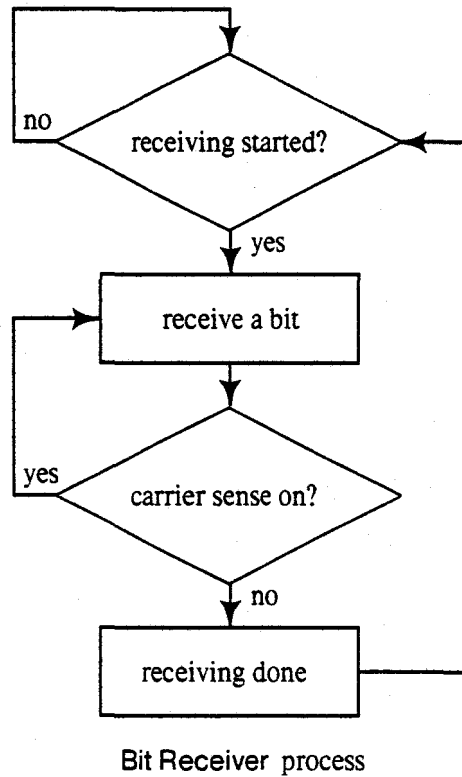 no
receiving started?
yes
receive a bit
yes
carrier sense on?
no
receiving done
Bit Receiver process